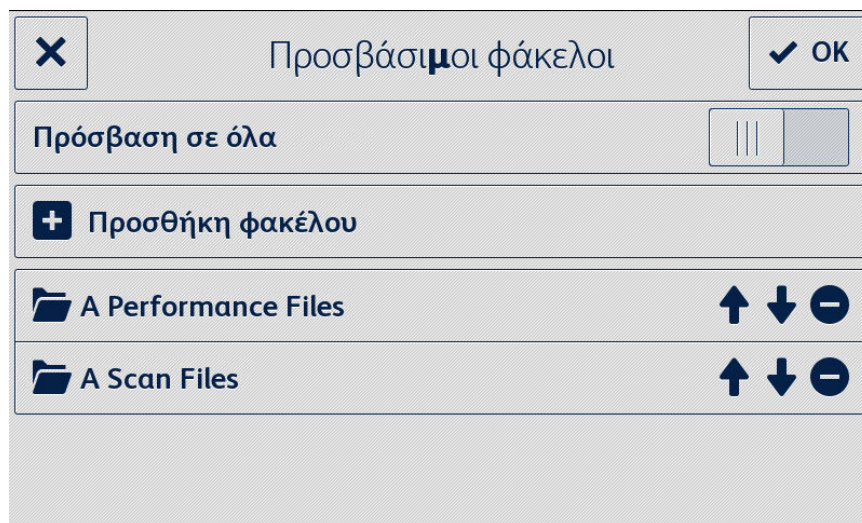 Προσβάσιμοι φάκελοι
OK
Πρόσβαση σε όλα
Προσθήκη φακέλου
A Performance Files
A Scan Files